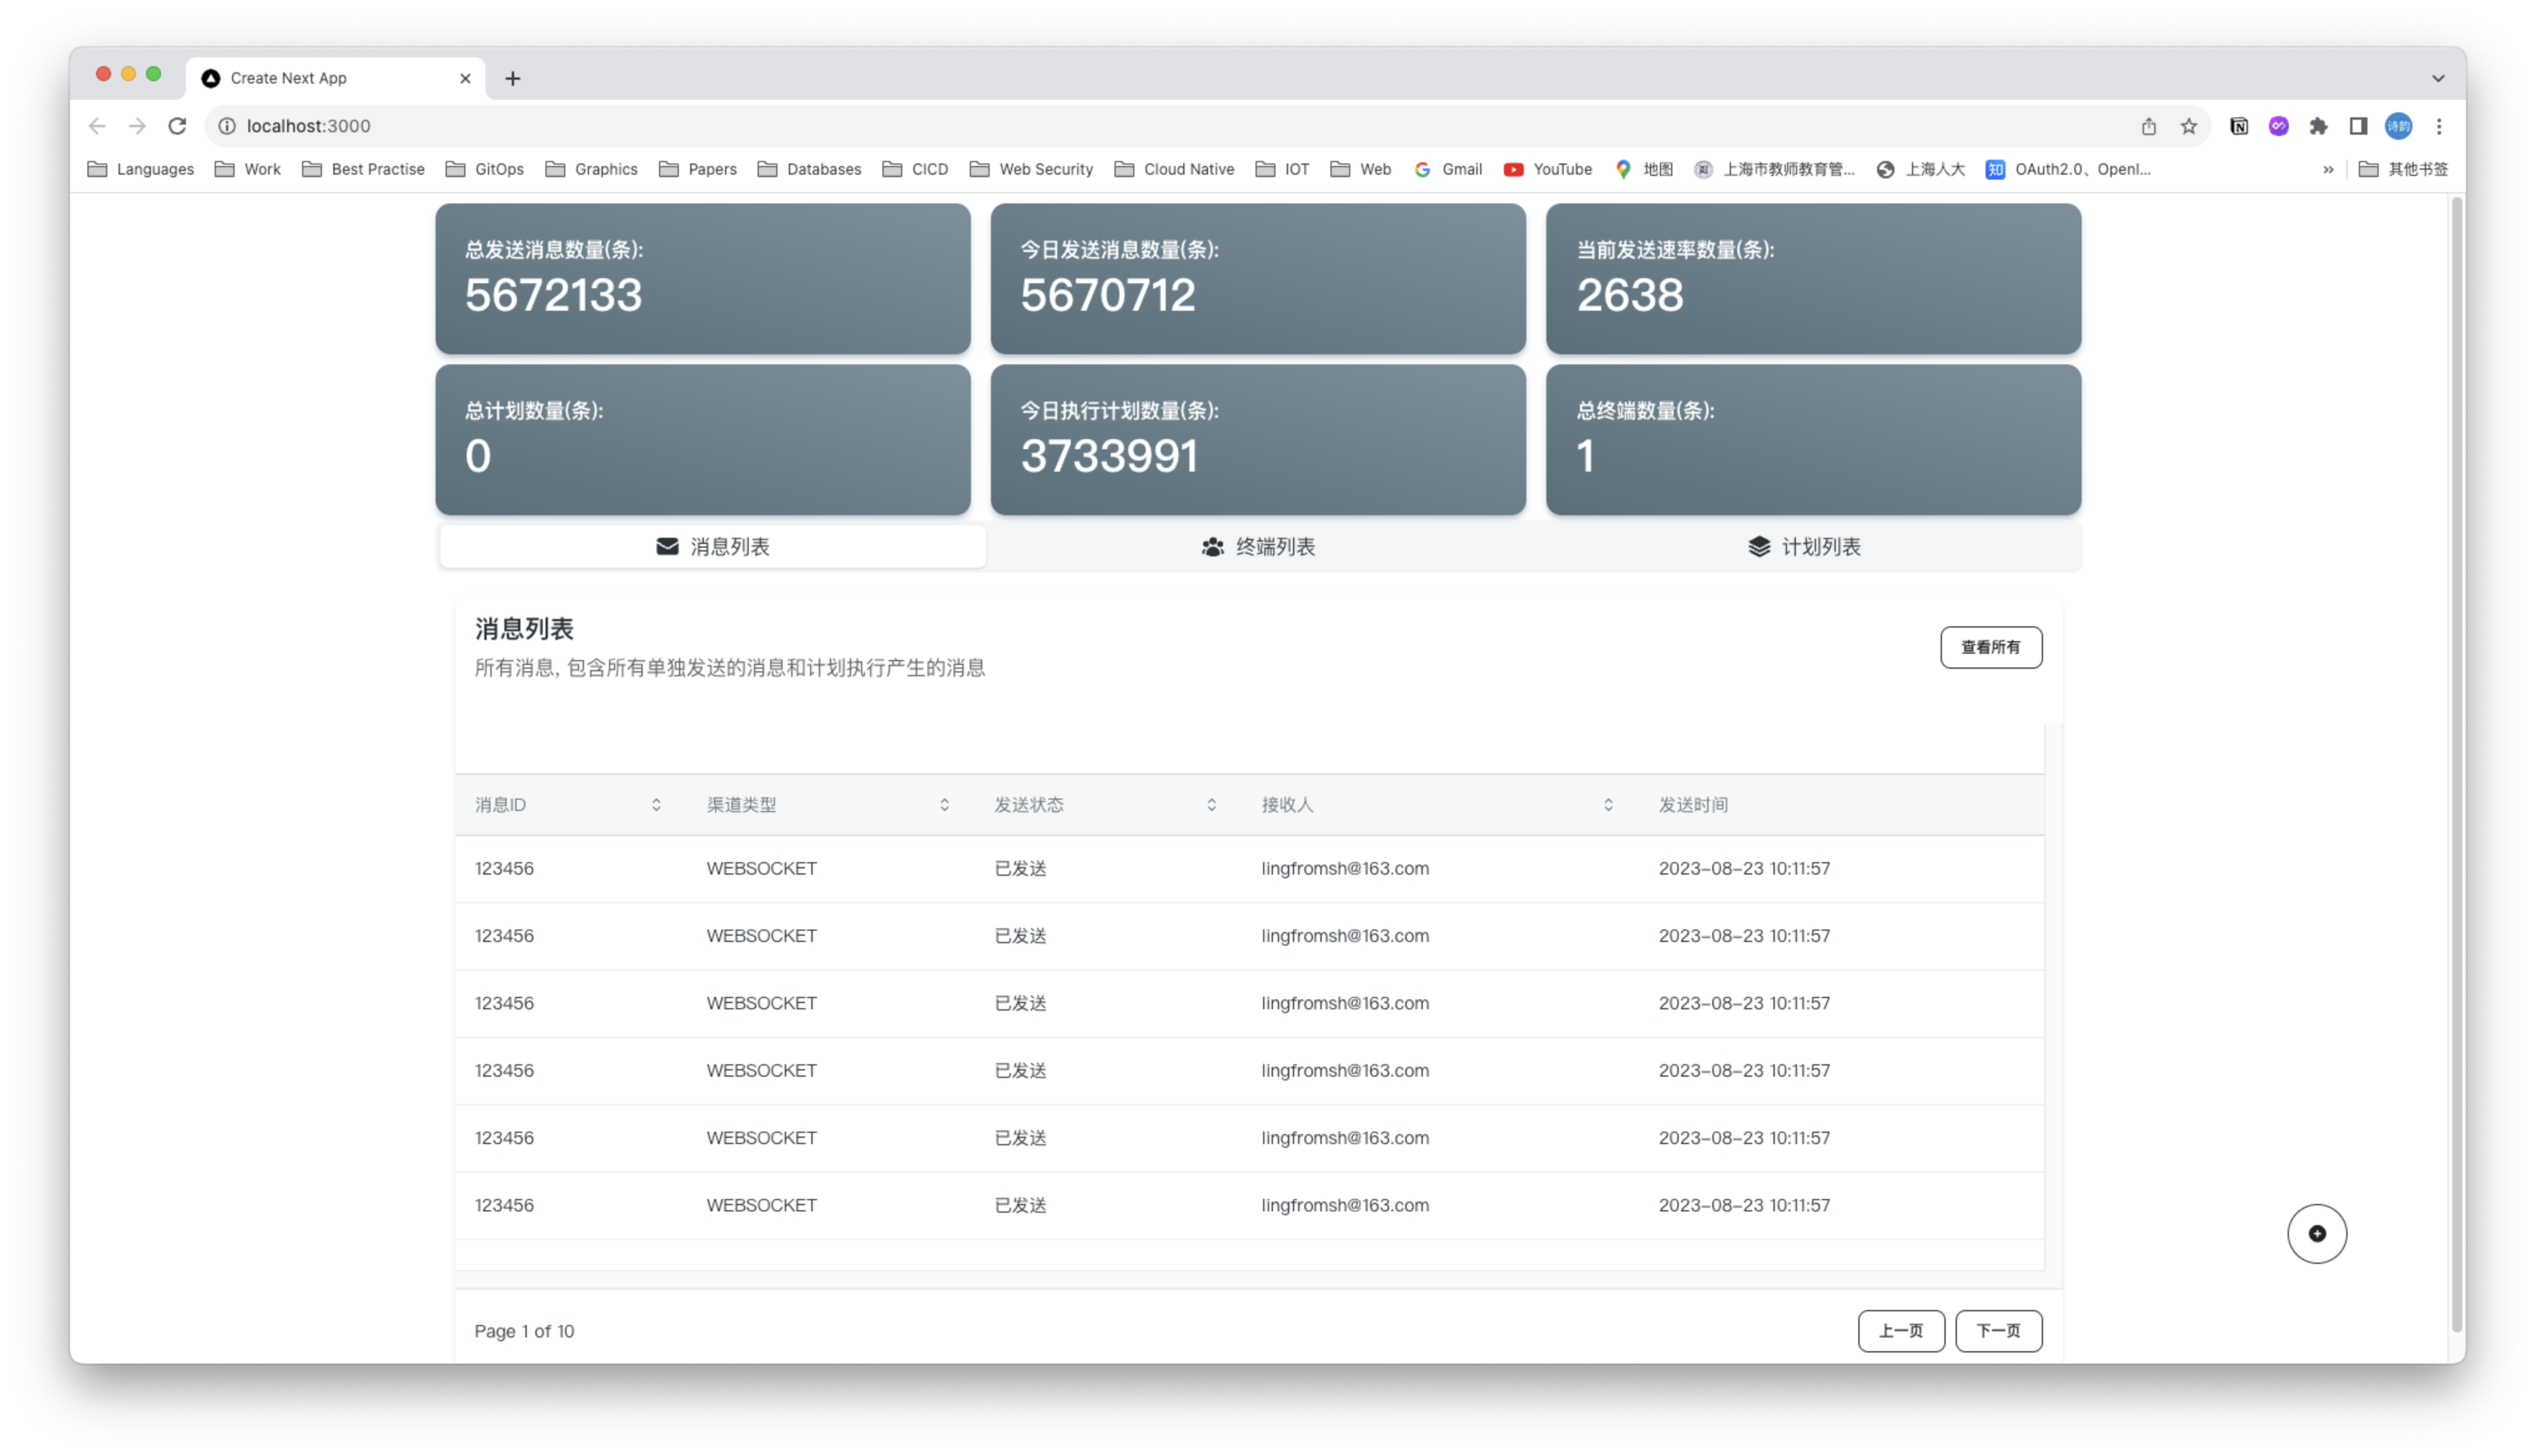 Create Next App
localhost:3000
Languages Work Best Practise GitOps Graphics Papers Databases CICD Web Security Cloud Native IOT Web Gmail YouTube 地图 上海市教师教育管... 上海人大 知 OAuth2.0、OpenI... » 其他书签
诗韵
总发送消息数量(条): 今日发送消息数量(条): 当前发送速率数量(条):
5672133 5670712 2638
总计划数量(条): 今日执行计划数量(条): 总终端数量(条):
0 3733991 1
消息列表 终端列表 计划列表
消息列表
查看所有
所有消息, 包含所有单独发送的消息和计划执行产生的消息
消息ID 渠道类型 发送状态 接收人 发送时间
123456 WEBSOCKET 已发送 lingfromsh@163.com 2023-08-23 10:11:57
123456 WEBSOCKET 已发送 lingfromsh@163.com 2023-08-23 10:11:57
123456 WEBSOCKET 已发送 lingfromsh@163.com 2023-08-23 10:11:57
123456 WEBSOCKET 已发送 lingfromsh@163.com 2023-08-23 10:11:57
123456 WEBSOCKET 已发送 lingfromsh@163.com 2023-08-23 10:11:57
123456 WEBSOCKET 已发送 lingfromsh@163.com 2023-08-23 10:11:57
Page 1 of 10 上一页 下一页